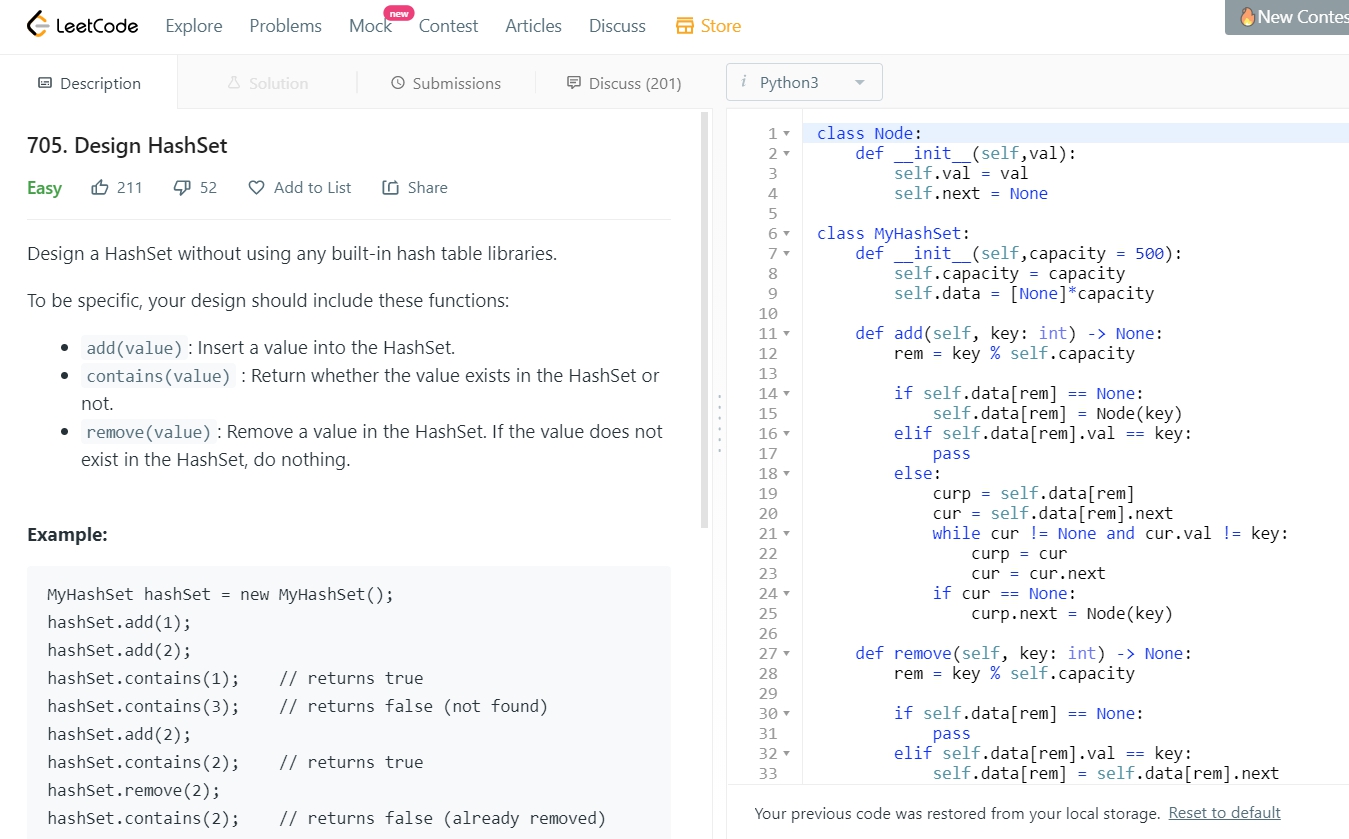 LeetCode Explore Problems Mock new Contest Articles Discuss Store 🔥New Contes
Description Solution Submissions Discuss (201) i Python3
705. Design HashSet
Easy 211 52 Add to List Share
Design a HashSet without using any built-in hash table libraries.
To be specific, your design should include these functions:
• add(value) : Insert a value into the HashSet.
• contains(value) : Return whether the value exists in the HashSet or
not.
• remove(value) : Remove a value in the HashSet. If the value does not
exist in the HashSet, do nothing.
Example:
MyHashSet hashSet = new MyHashSet();
hashSet.add(1);
hashSet.add(2);
hashSet.contains(1);    // returns true
hashSet.contains(3);    // returns false (not found)
hashSet.add(2);
hashSet.contains(2);    // returns true
hashSet.remove(2);
hashSet.contains(2);    // returns false (already removed)
1 class Node:
2     def __init__(self,val):
3         self.val = val
4         self.next = None
5
6 class MyHashSet:
7     def __init__(self,capacity = 500):
8         self.capacity = capacity
9         self.data = [None]*capacity
10
11     def add(self, key: int) -> None:
12         rem = key % self.capacity
13
14         if self.data[rem] == None:
15             self.data[rem] = Node(key)
16         elif self.data[rem].val == key:
17             pass
18         else:
19             curp = self.data[rem]
20             cur = self.data[rem].next
21             while cur != None and cur.val != key:
22                 curp = cur
23                 cur = cur.next
24             if cur == None:
25                 curp.next = Node(key)
26
27     def remove(self, key: int) -> None:
28         rem = key % self.capacity
29
30         if self.data[rem] == None:
31             pass
32         elif self.data[rem].val == key:
33             self.data[rem] = self.data[rem].next
Your previous code was restored from your local storage. Reset to default